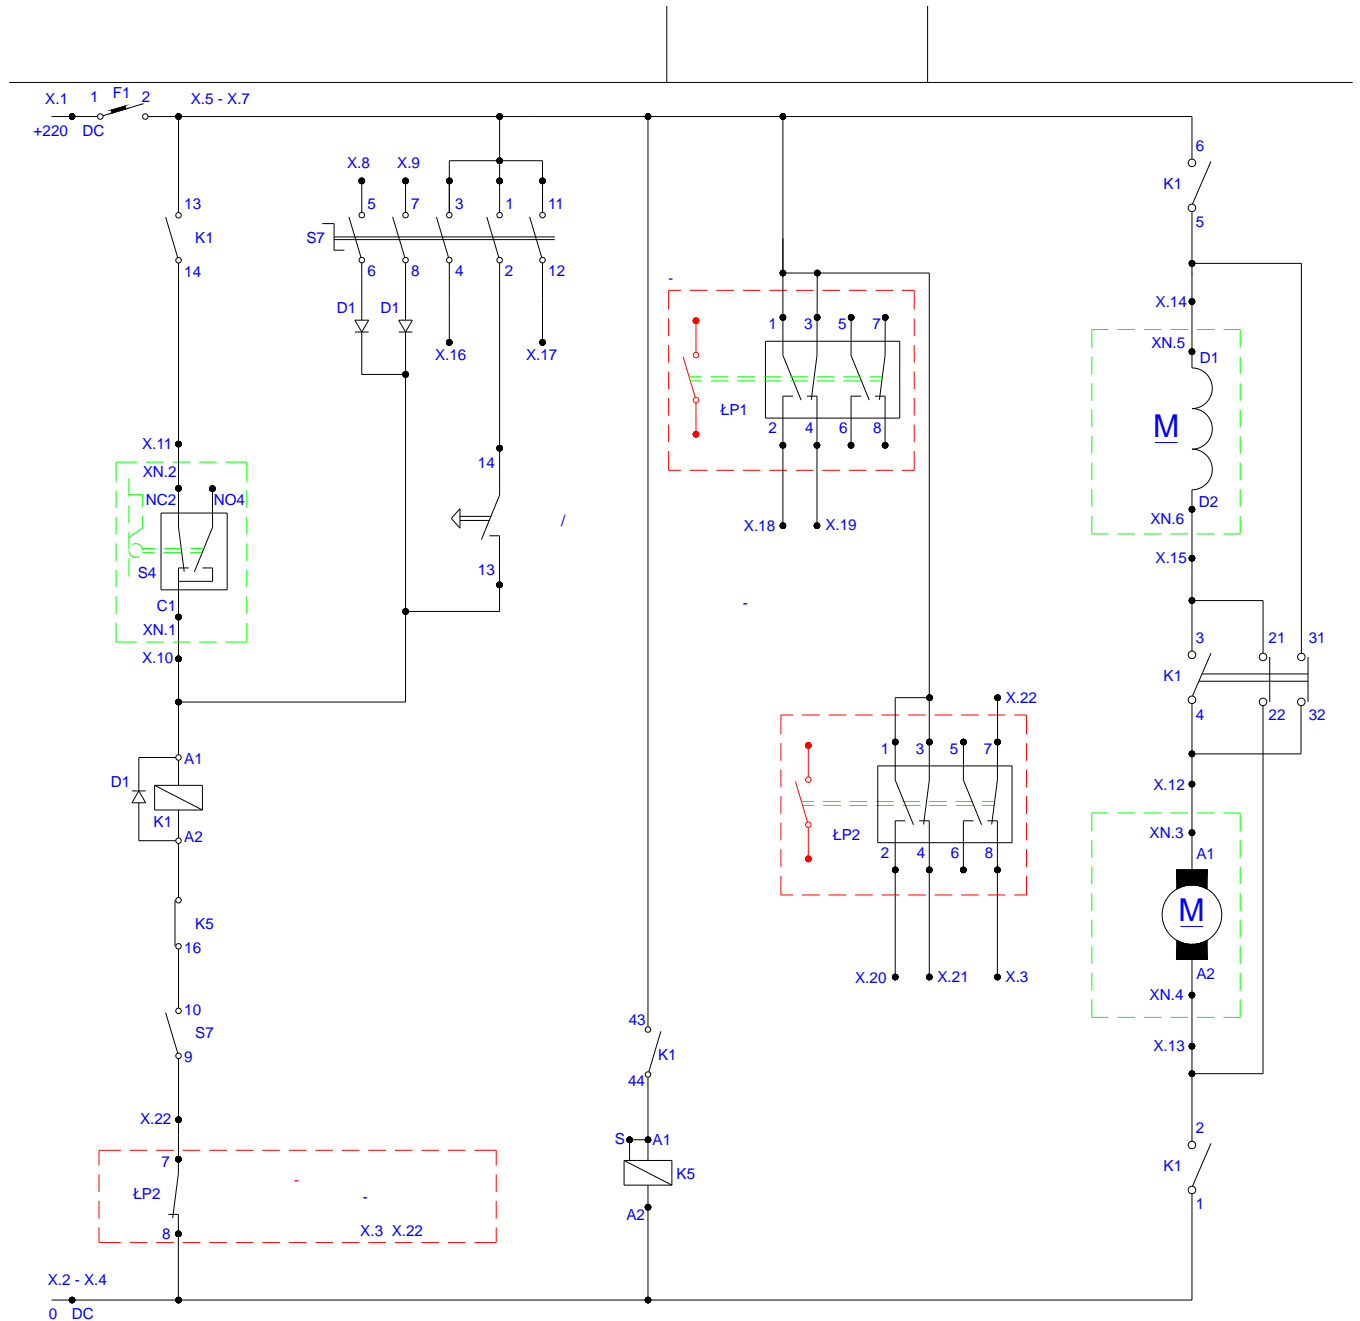 X.1 1 F1 2 X.5 - X.7
+220 DC
6
K1
5
X.8 X.9
13 5 7 3 1 11
K1 S7
14 6 8 4 2 12
D1 D1
X.16 X.17
-
1 3 5 7
ŁP1
2 4 6 8
X.18 X.19
X.14
XN.5
D1
M
D2
XN.6
X.15
X.11
XN.2
NC2 NO4
S4
C1
XN.1
X.10
14
/
13
-
3 21 31
K1
4 22 32
X.22
1 3 5 7
ŁP2
2 4 6 8
X.20 X.21 X.3
A1
D1
K1
A2
K5
16
10
S7
9
X.22
7
ŁP2
8
-
-
X.3 X.22
43
K1
44
S A1
K5
A2
X.12
XN.3
A1
M
A2
XN.4
X.13
2
K1
1
X.2 - X.4
0 DC